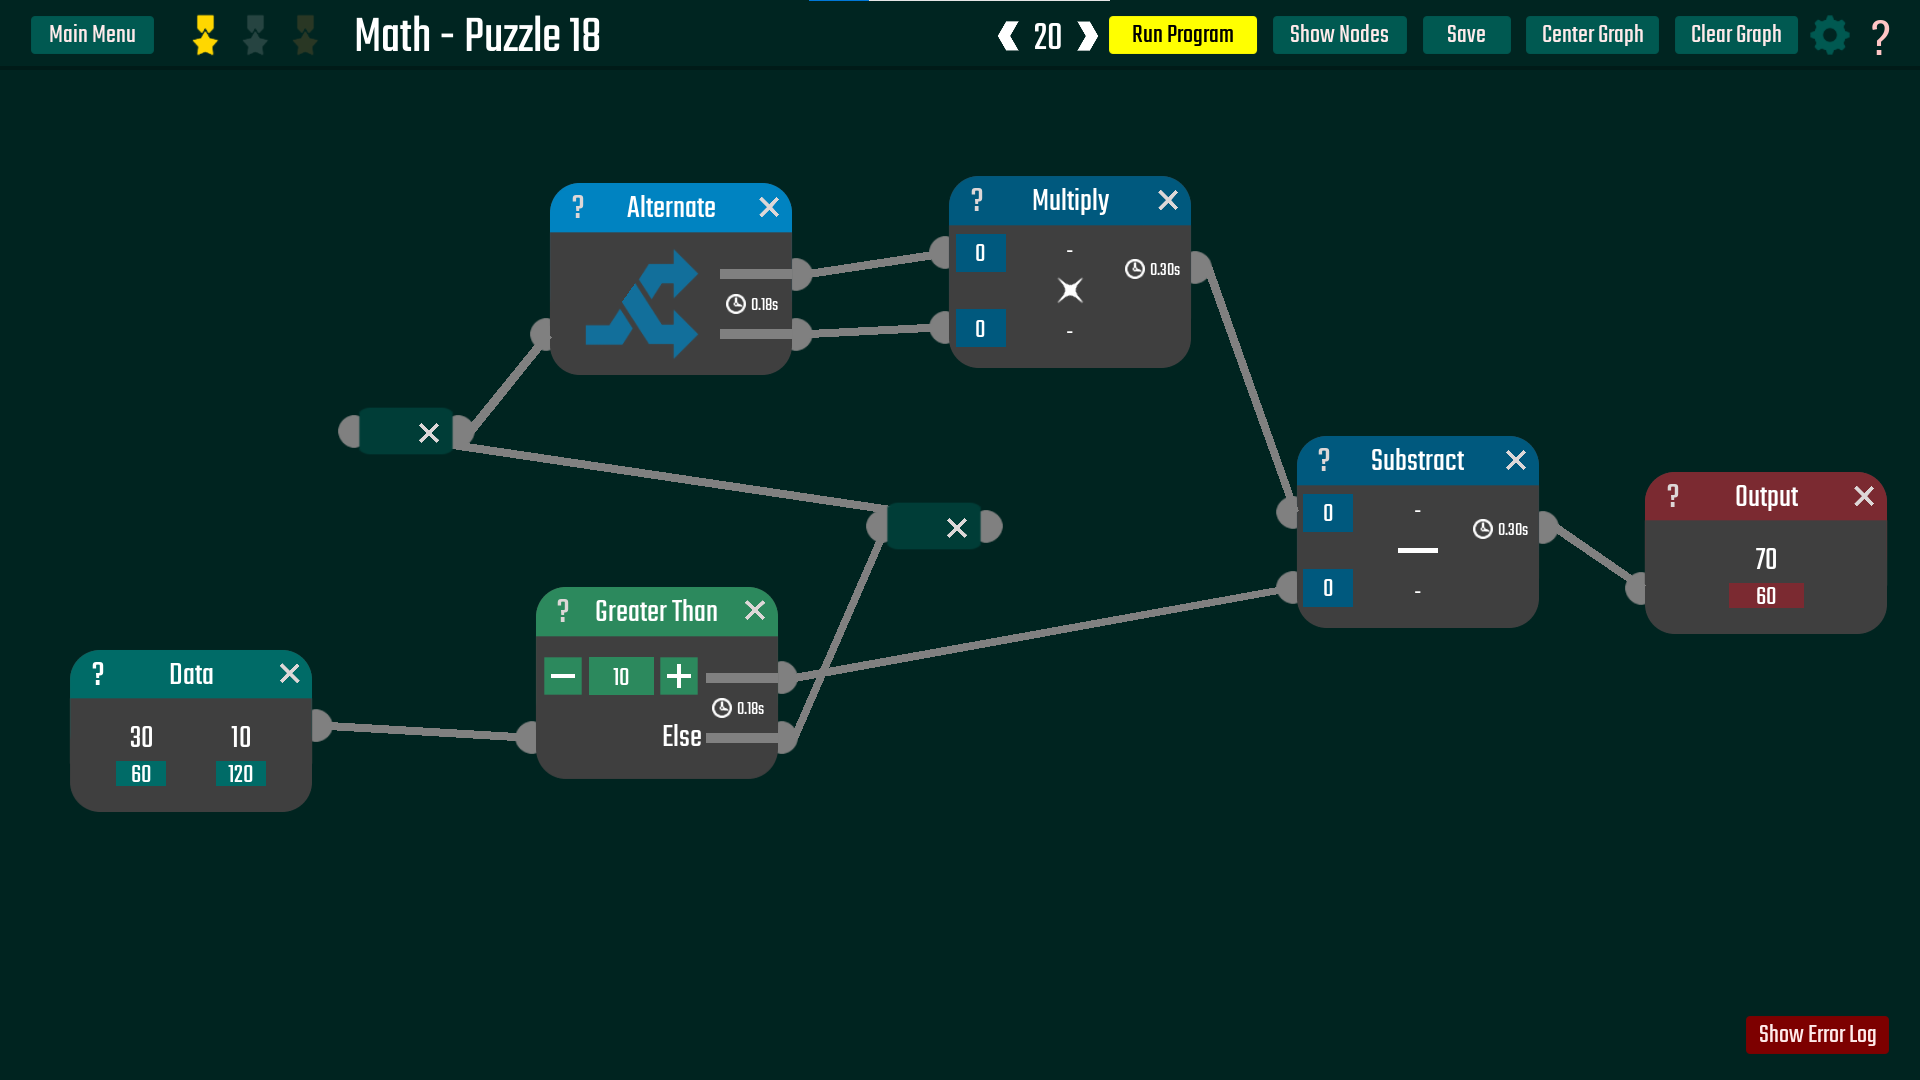 Main Menu
Math - Puzzle 18
20
Run Program
Show Nodes
Save
Center Graph
Clear Graph
?
? Alternate
0.18s
? Multiply
0 -
0.30s
0 -
? Substract
0 -
0.30s
0 -
? Output
70
60
? Greater Than
10
0.18s
Else
? Data
30 10
60 120
Show Error Log